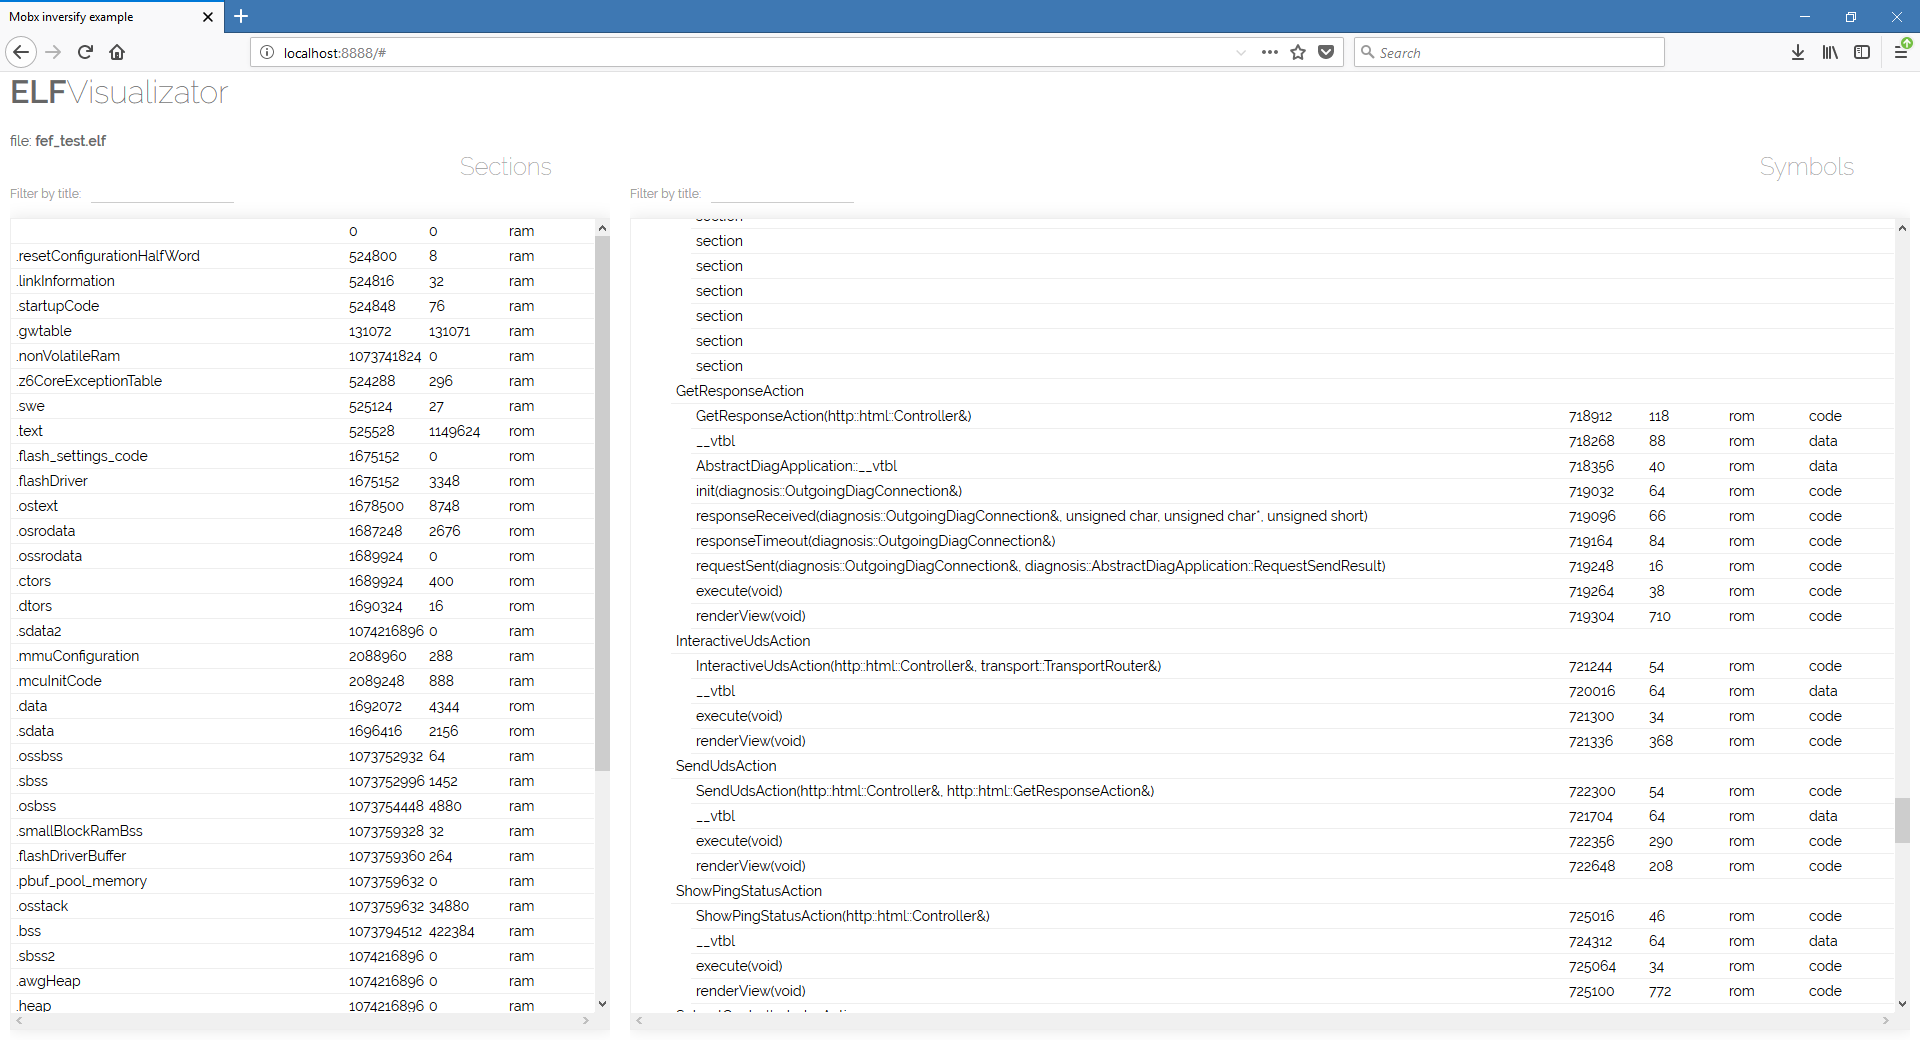 Mobx inversify example
localhost:8888/#
Search
ELFVisualizator
file: fef_test.elf
Sections
Filter by title:
0 0 ram
.resetConfigurationHalfWord 524800 8 ram
.linkInformation 524816 32 ram
.startupCode 524848 76 ram
.gwtable 131072 131071 ram
.nonVolatileRam 1073741824 0 ram
.z6CoreExceptionTable 524288 296 ram
.swe 525124 27 ram
.text 525528 1149624 rom
.flash_settings_code 1675152 0 rom
.flashDriver 1675152 3348 rom
.ostext 1678500 8748 rom
.osrodata 1687248 2676 rom
.ossrodata 1689924 0 rom
.ctors 1689924 400 rom
.dtors 1690324 16 rom
.sdata2 1074216896 0 ram
.mmuConfiguration 2088960 288 ram
.mcuInitCode 2089248 888 ram
.data 1692072 4344 rom
.sdata 1696416 2156 rom
.ossbss 1073752932 64 ram
.sbss 1073752996 1452 ram
.osbss 1073754448 4880 ram
.smallBlockRamBss 1073759328 32 ram
.flashDriverBuffer 1073759360 264 ram
.pbuf_pool_memory 1073759632 0 ram
.osstack 1073759632 34880 ram
.bss 1073794512 422384 ram
.sbss2 1074216896 0 ram
.awgHeap 1074216896 0 ram
.heap 1074216896 0 ram
Symbols
Filter by title:
section
section
section
section
section
section
section
GetResponseAction
GetResponseAction(http::html::Controller&) 718912 118 rom code
__vtbl 718268 88 rom data
AbstractDiagApplication::__vtbl 718356 40 rom data
init(diagnosis::OutgoingDiagConnection&) 719032 64 rom code
responseReceived(diagnosis::OutgoingDiagConnection&, unsigned char, unsigned char*, unsigned short) 719096 66 rom code
responseTimeout(diagnosis::OutgoingDiagConnection&) 719164 84 rom code
requestSent(diagnosis::OutgoingDiagConnection&, diagnosis::AbstractDiagApplication::RequestSendResult) 719248 16 rom code
execute(void) 719264 38 rom code
renderView(void) 719304 710 rom code
InteractiveUdsAction
InteractiveUdsAction(http::html::Controller&, transport::TransportRouter&) 721244 54 rom code
__vtbl 720016 64 rom data
execute(void) 721300 34 rom code
renderView(void) 721336 368 rom code
SendUdsAction
SendUdsAction(http::html::Controller&, http::html::GetResponseAction&) 722300 54 rom code
__vtbl 721704 64 rom data
execute(void) 722356 290 rom code
renderView(void) 722648 208 rom code
ShowPingStatusAction
ShowPingStatusAction(http::html::Controller&) 725016 46 rom code
__vtbl 724312 64 rom data
execute(void) 725064 34 rom code
renderView(void) 725100 772 rom code